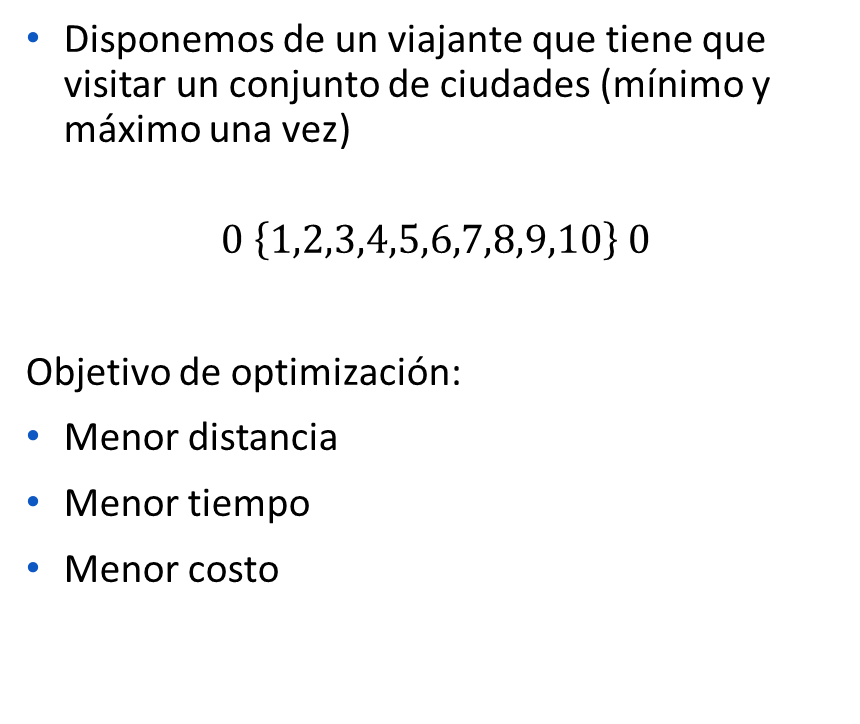 • Disponemos de un viajante que tiene que
visitar un conjunto de ciudades (mínimo y
máximo una vez)
0 {1,2,3,4,5,6,7,8,9,10} 0
Objetivo de optimización:
• Menor distancia
• Menor tiempo
• Menor costo